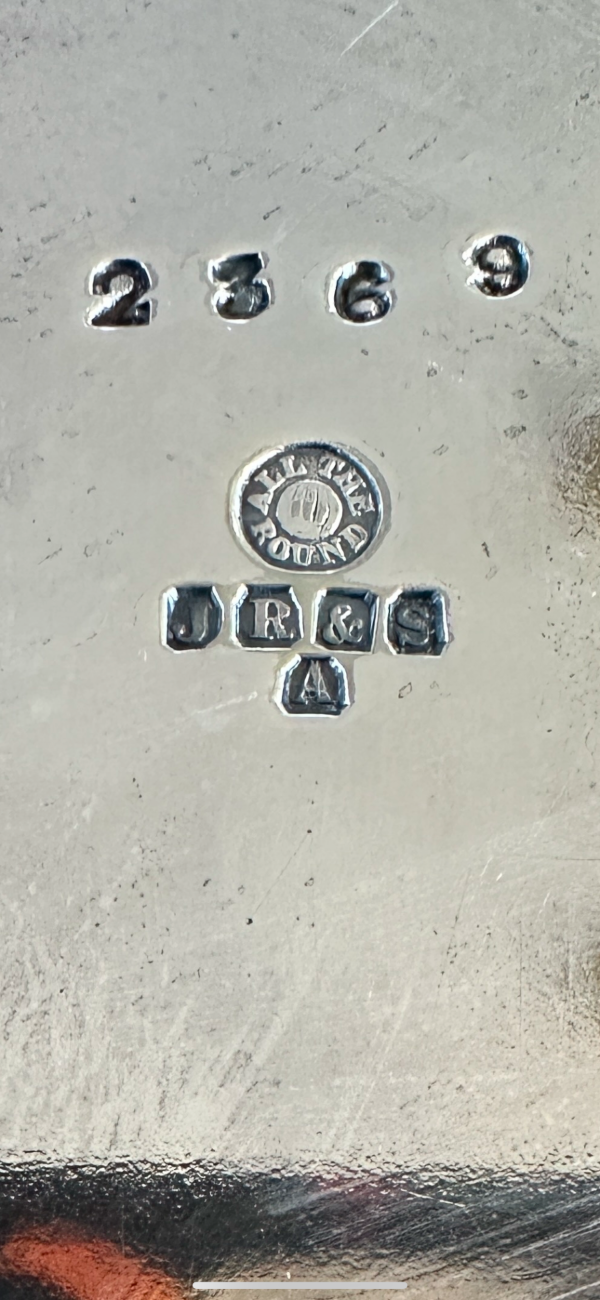 2369
ALL THE ROUND
JR&S
A